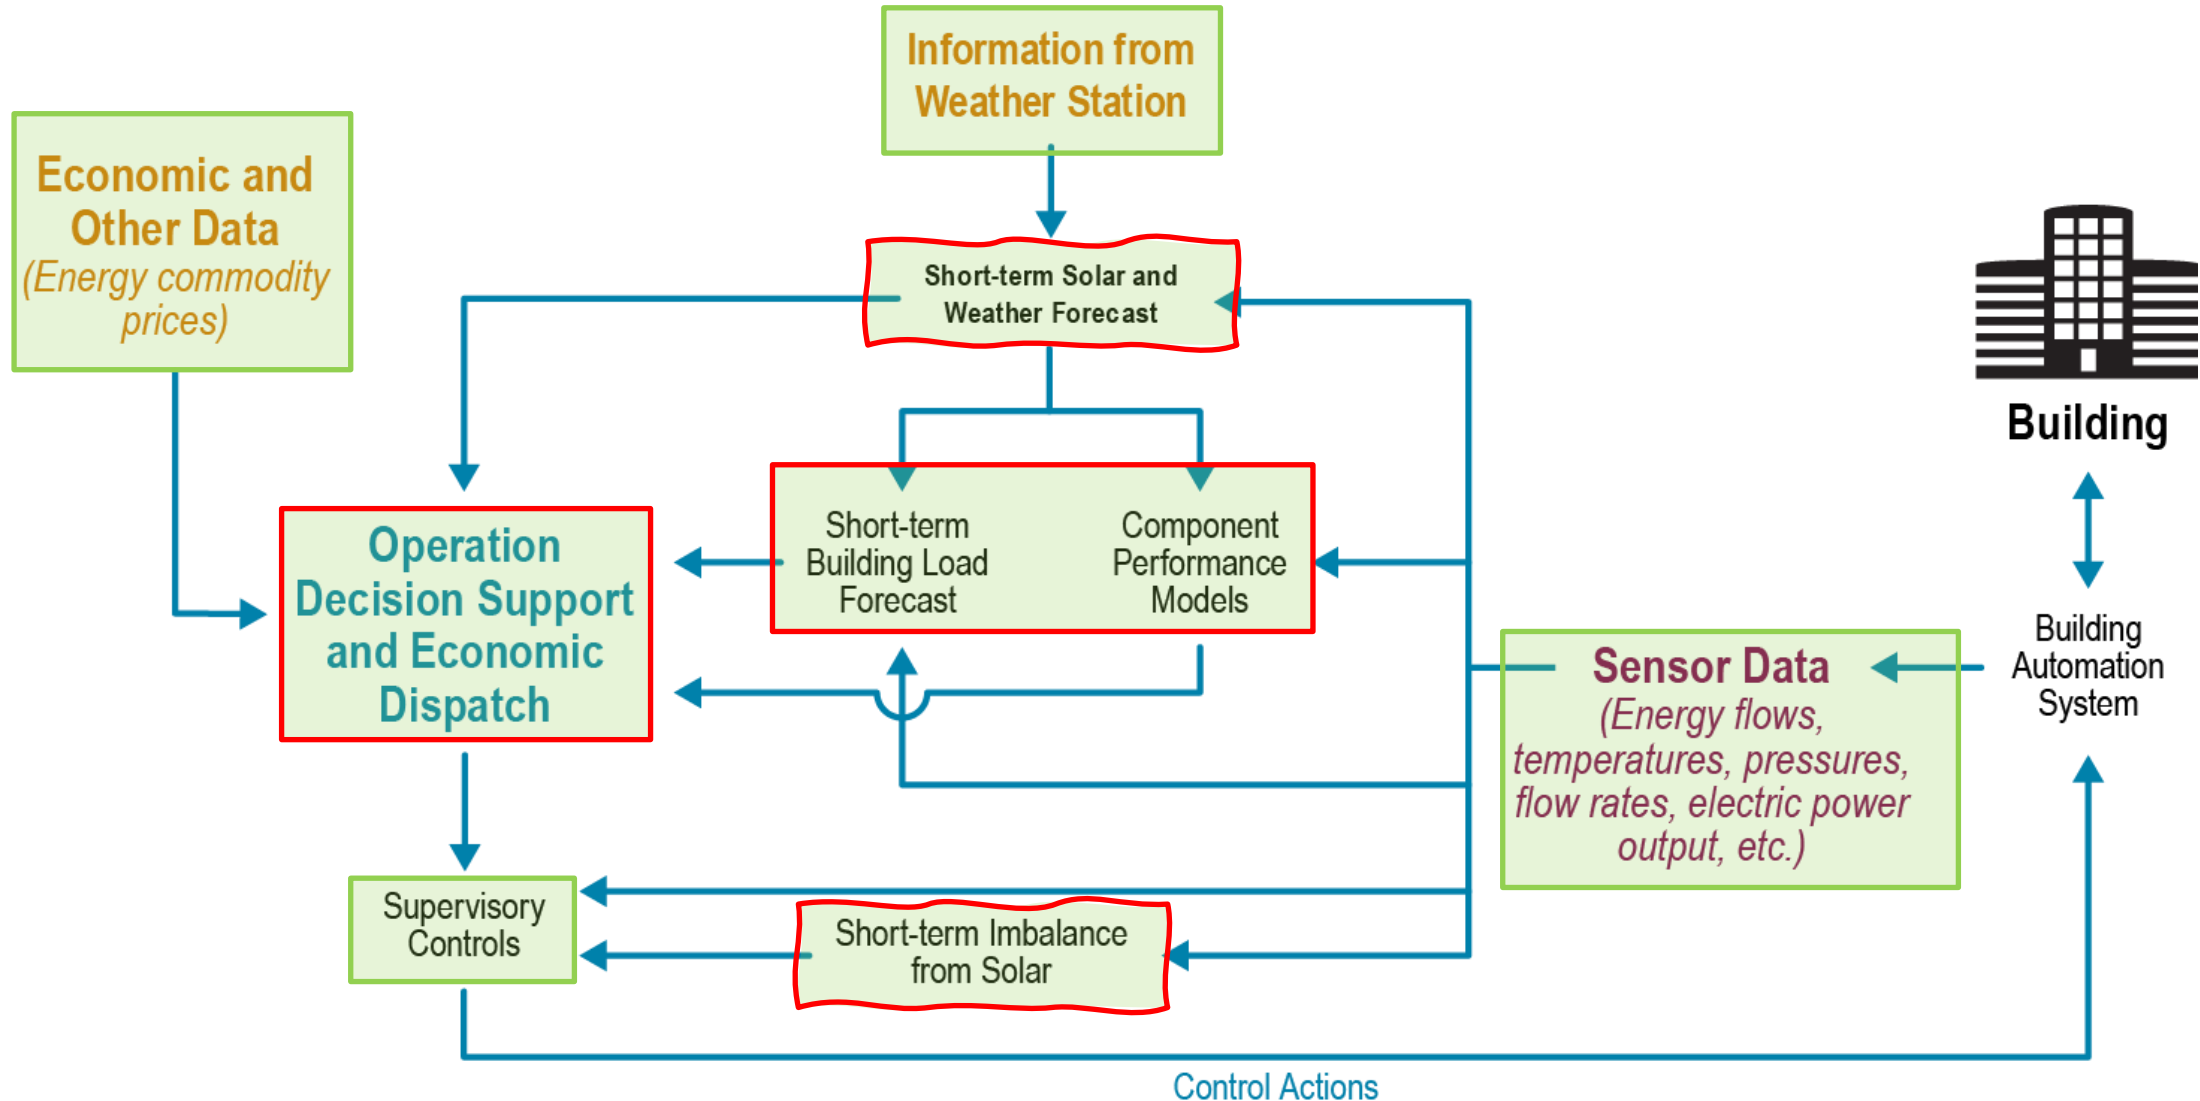 Information from
Weather Station
Economic and
Other Data
(Energy commodity
prices)
Short-term Solar and
Weather Forecast
Building
Operation
Decision Support
and Economic
Dispatch
Short-term
Building Load
Forecast
Component
Performance
Models
Sensor Data
(Energy flows,
temperatures, pressures,
flow rates, electric power
output, etc.)
Building
Automation
System
Supervisory
Controls
Short-term Imbalance
from Solar
Control Actions